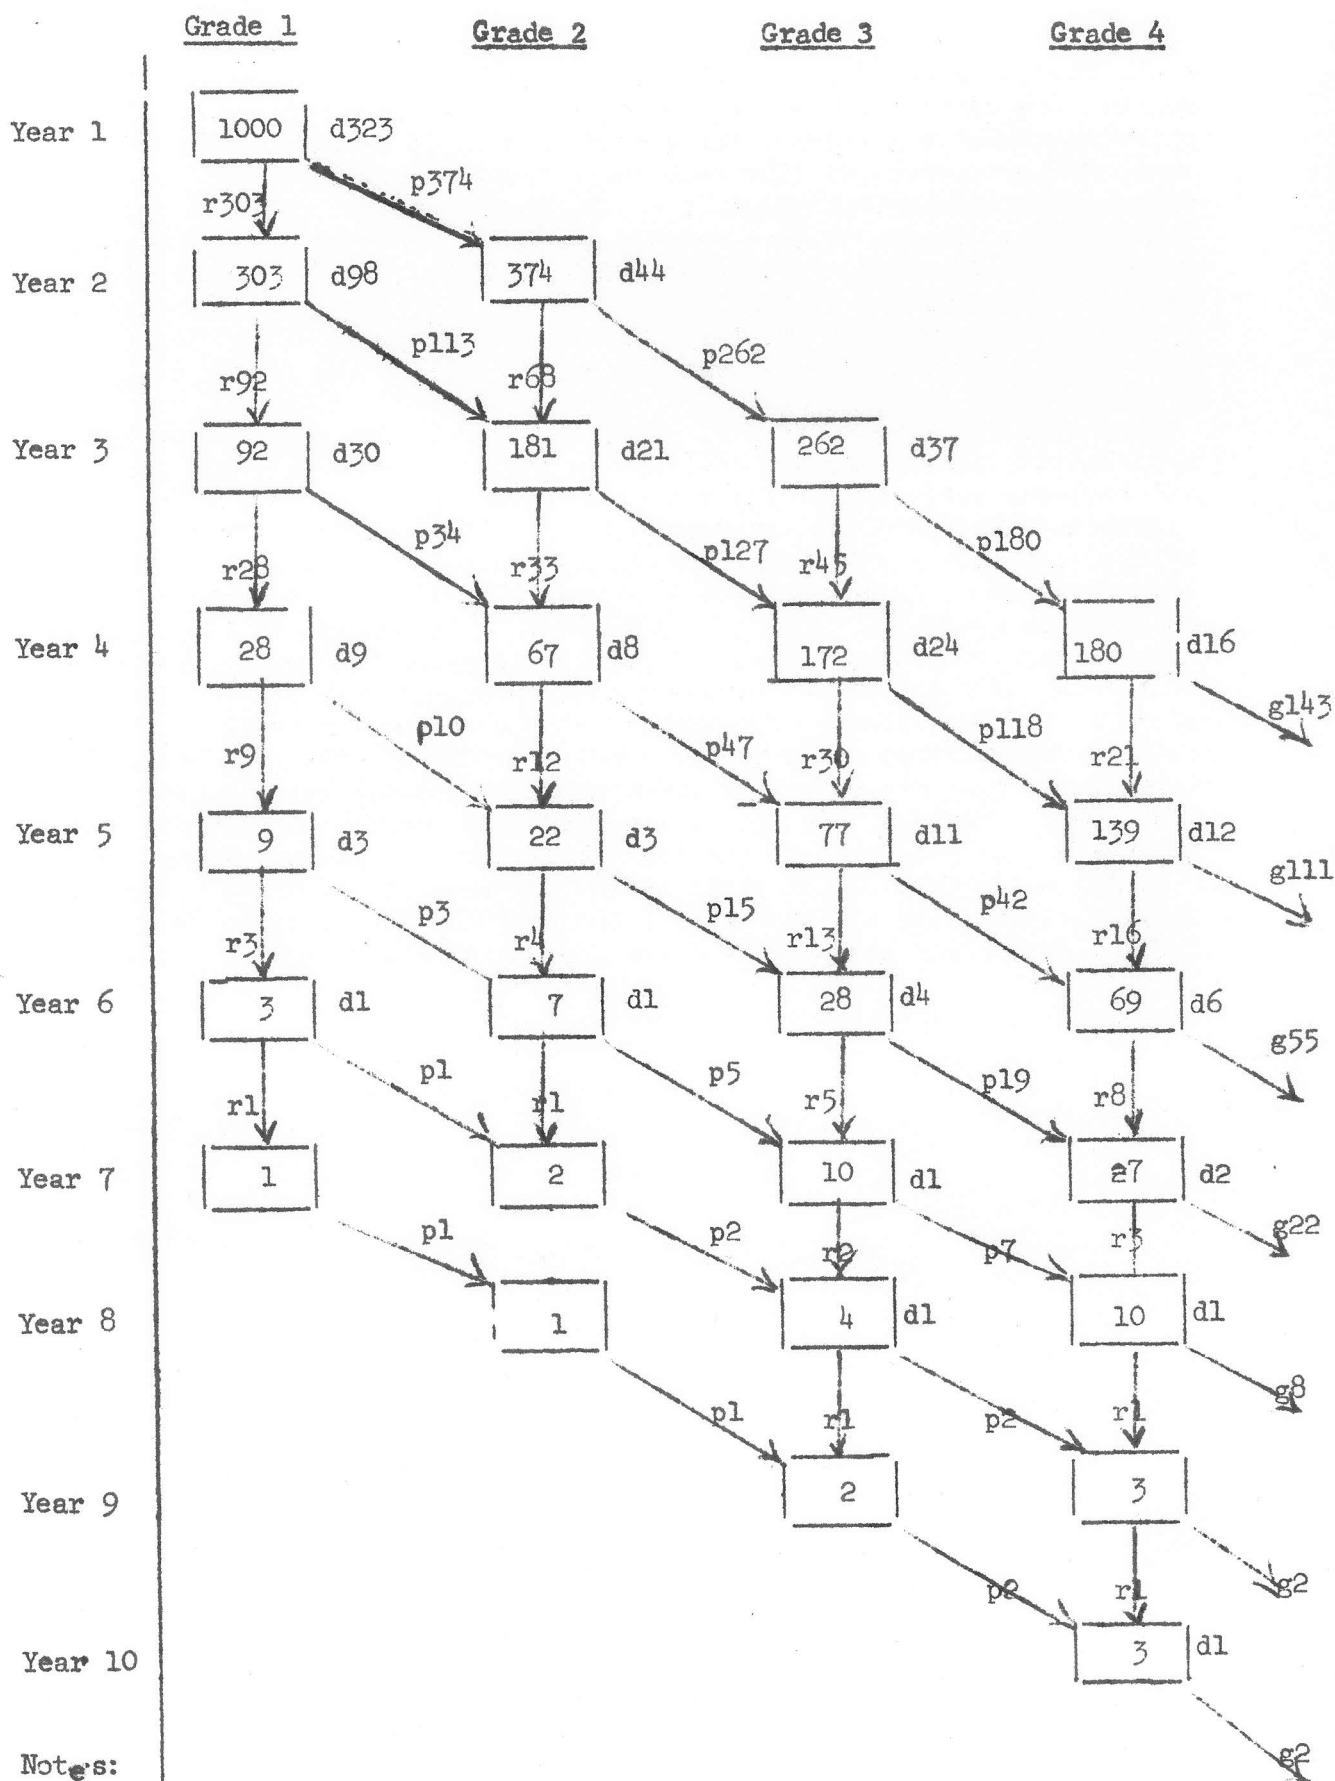 Grade 1 Grade 2 Grade 3 Grade 4
Year 1 1000 d323
r303 p374
Year 2 303 d98 374 d44
r92 p113 r68 p262
Year 3 92 d30 181 d21 262 d37
r28 p34 r33 p127 r45 p180
Year 4 28 d9 67 d8 172 d24 180 d16
r9 p10 r12 p47 r30 p118 r21 g143
Year 5 9 d3 22 d3 77 d11 139 d12
r3 p3 r4 p15 r13 p42 r16 g111
Year 6 3 d1 7 d1 28 d4 69 d6
r1 p1 r1 p5 r5 p19 r8 g55
Year 7 1 2 10 d1 27 d2
p1 p2 r2 p7 r3 g22
Year 8 1 4 d1 10 d1
p1 r1 p2 r1 g8
Year 9 2 3
p2 r1 g2
Year 10 3 d1
Notes: g2